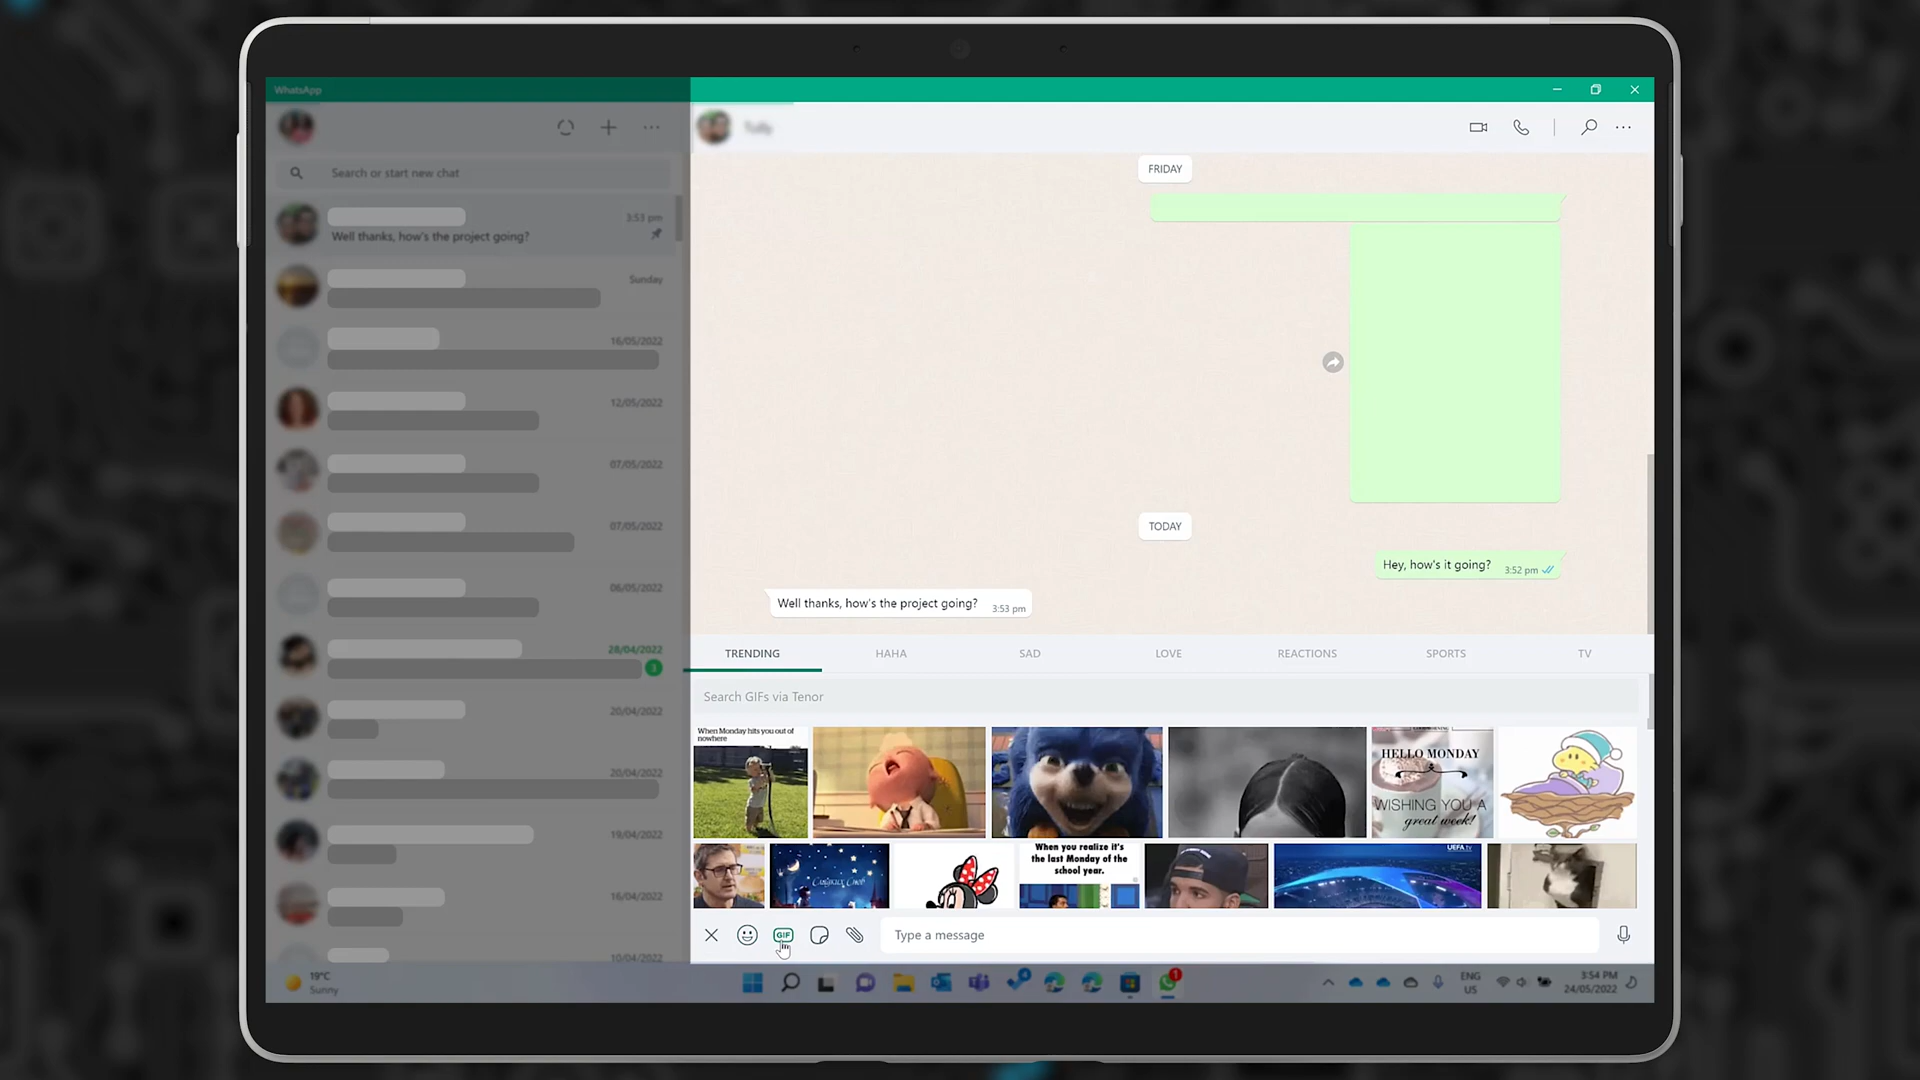 WhatsApp
Search or start new chat
3:53 pm
Well thanks, how's the project going?
Sunday
16/05/2022
12/05/2022
07/05/2022
07/05/2022
06/05/2022
28/04/2022
3
20/04/2022
20/04/2022
19/04/2022
16/04/2022
10/04/2022
FRIDAY
TODAY
Hey, how's it going? 3:52 pm
Well thanks, how's the project going? 3:53 pm
TRENDING HAHA SAD LOVE REACTIONS SPORTS TV
Search GIFs via Tenor
When Monday hits you out of
nowhere
HELLO MONDAY
WISHING YOU A
great week!
When you realize it's
the last Monday of the
school year.
UEFA.tv
GIF
Type a message
19°C
Sunny
4
1
ENG
US
3:54 PM
24/05/2022